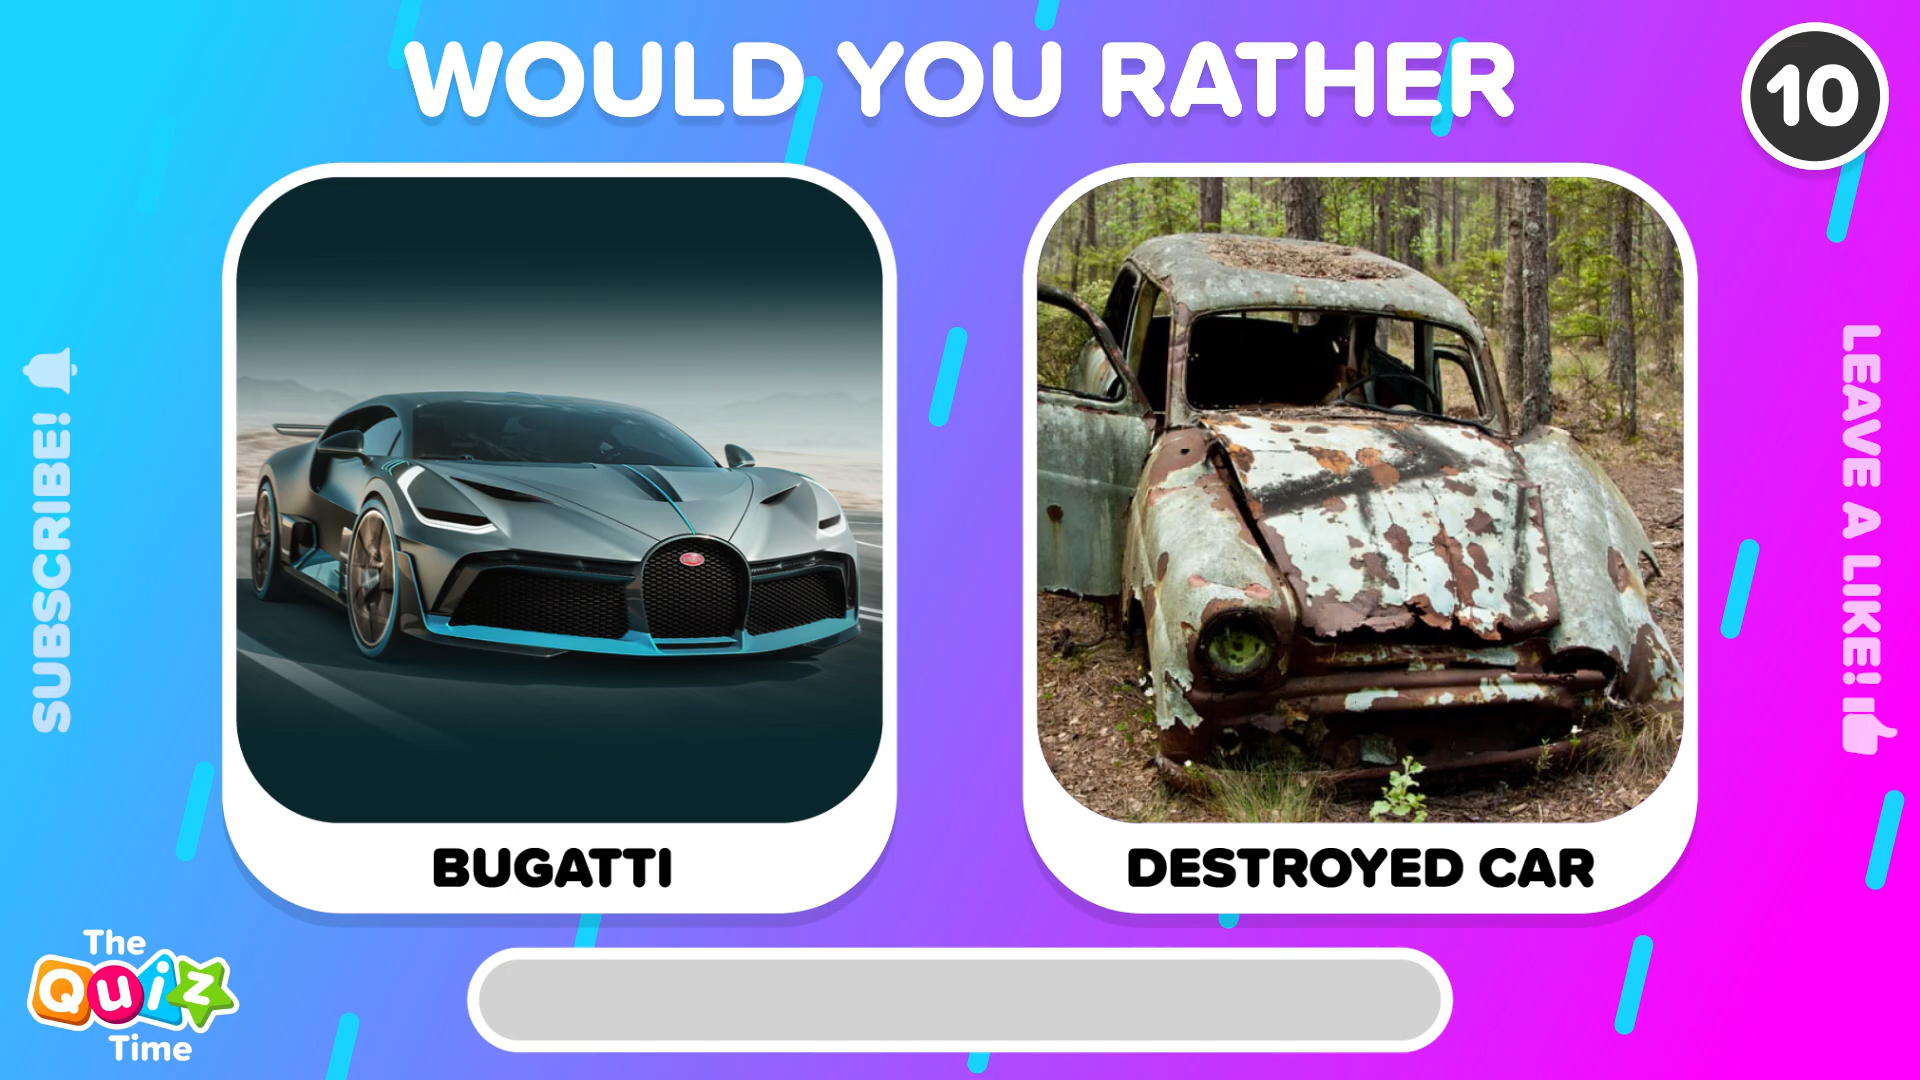 WOULD YOU RATHER
10
SUBSCRIBE!
LEAVE A LIKE!
BUGATTI
DESTROYED CAR
The
Quiz
Time